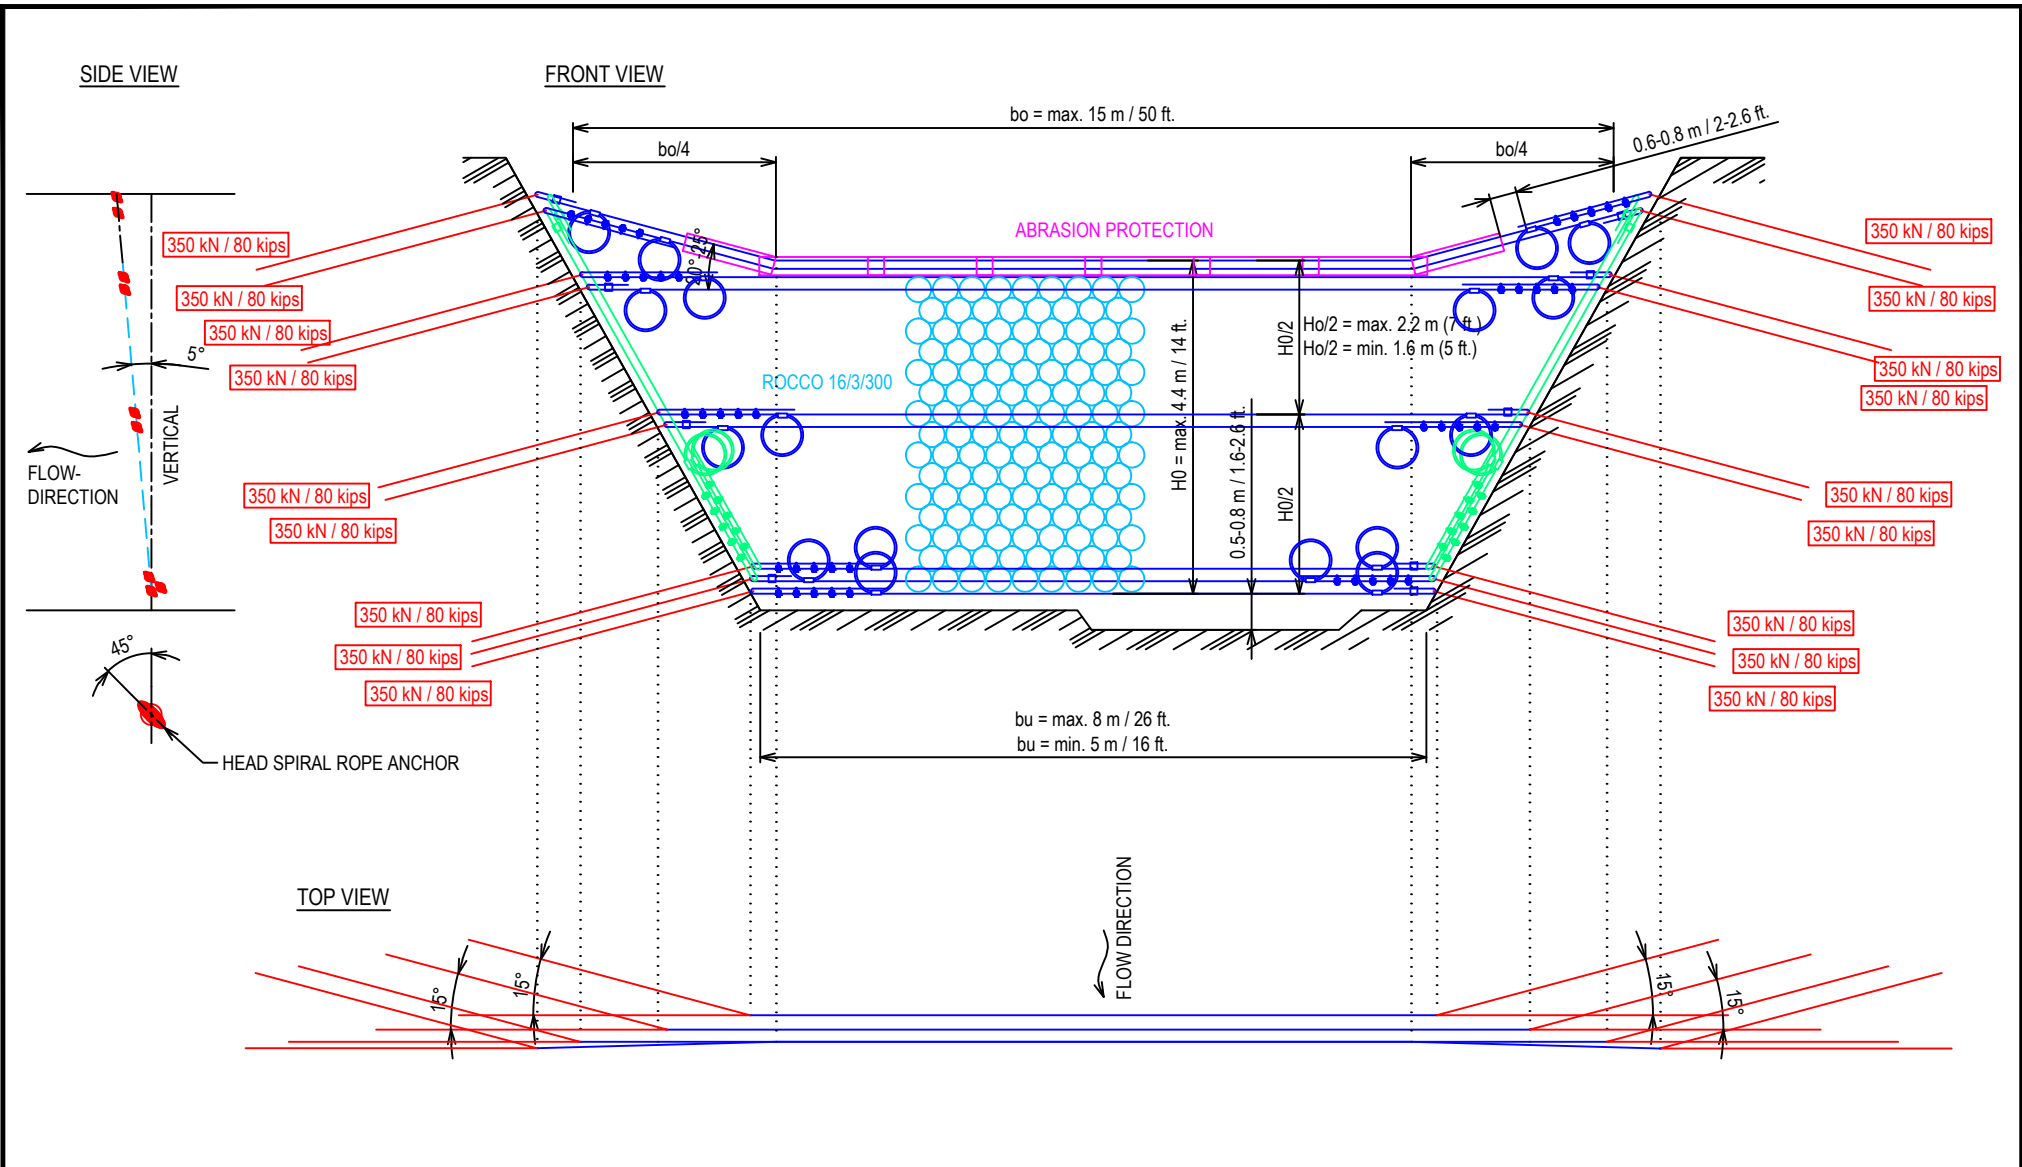 SIDE VIEW
FRONT VIEW
bo = max. 15 m / 50 ft.
bo/4
bo/4
0.6-0.8 m / 2-2.6 ft.
ABRASION PROTECTION
20° -25°
350 kN / 80 kips
350 kN / 80 kips
350 kN / 80 kips
350 kN / 80 kips
350 kN / 80 kips
350 kN / 80 kips
350 kN / 80 kips
350 kN / 80 kips
350 kN / 80 kips
5°
VERTICAL
FLOW-
DIRECTION
ROCCO 16/3/300
H0 = max. 4.4 m / 14 ft.
H0/2
Ho/2 = max. 2.2 m (7 ft.)
Ho/2 = min. 1.6 m (5 ft.)
H0/2
0.5-0.8 m / 1.6-2.6 ft.
350 kN / 80 kips
350 kN / 80 kips
350 kN / 80 kips
350 kN / 80 kips
350 kN / 80 kips
350 kN / 80 kips
350 kN / 80 kips
350 kN / 80 kips
350 kN / 80 kips
45°
HEAD SPIRAL ROPE ANCHOR
bu = max. 8 m / 26 ft.
bu = min. 5 m / 16 ft.
TOP VIEW
FLOW DIRECTION
15°
15°
15°
15°